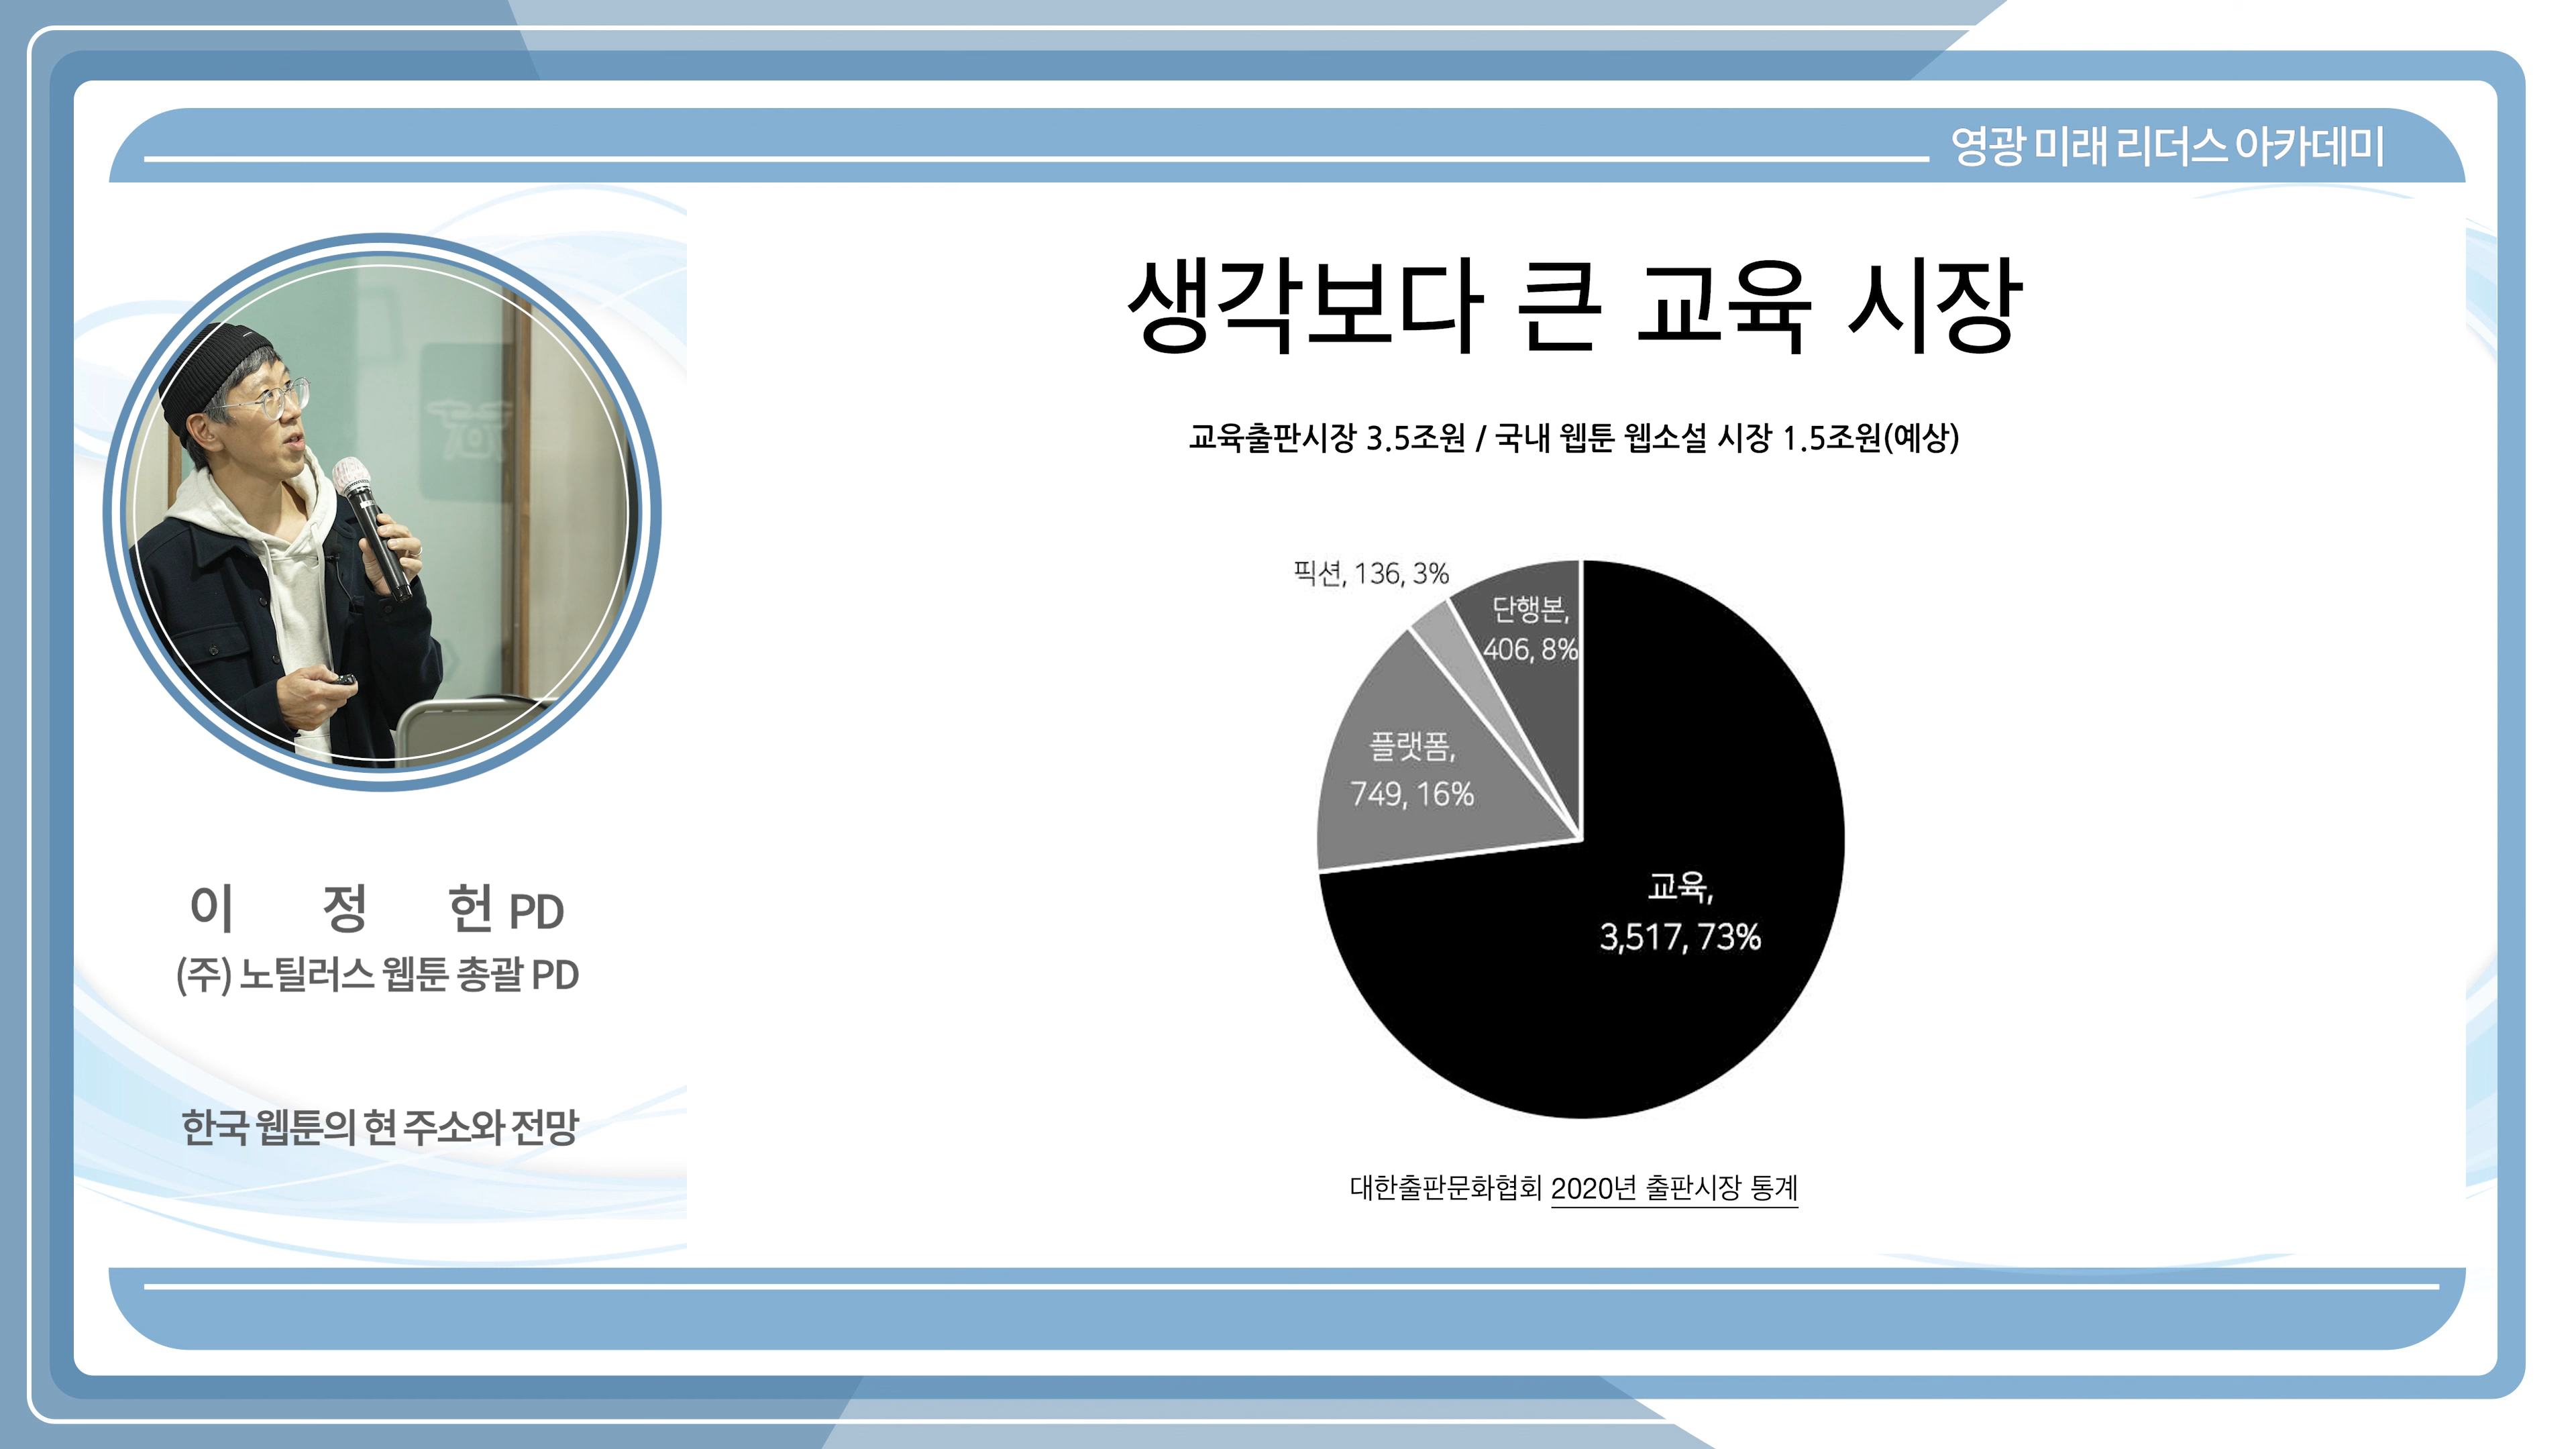 영광 미래 리더스 아카데미
생각보다 큰 교육 시장
교육출판시장 3.5조원 / 국내 웹툰 웹소설 시장 1.5조원(예상)
픽션, 136, 3%
단행본,
406, 8%
플랫폼,
749, 16%
교육,
3,517, 73%
대한출판문화협회 2020년 출판시장 통계
이 정 헌 PD
(주) 노틸러스 웹툰 총괄 PD
한국 웹툰의 현 주소와 전망